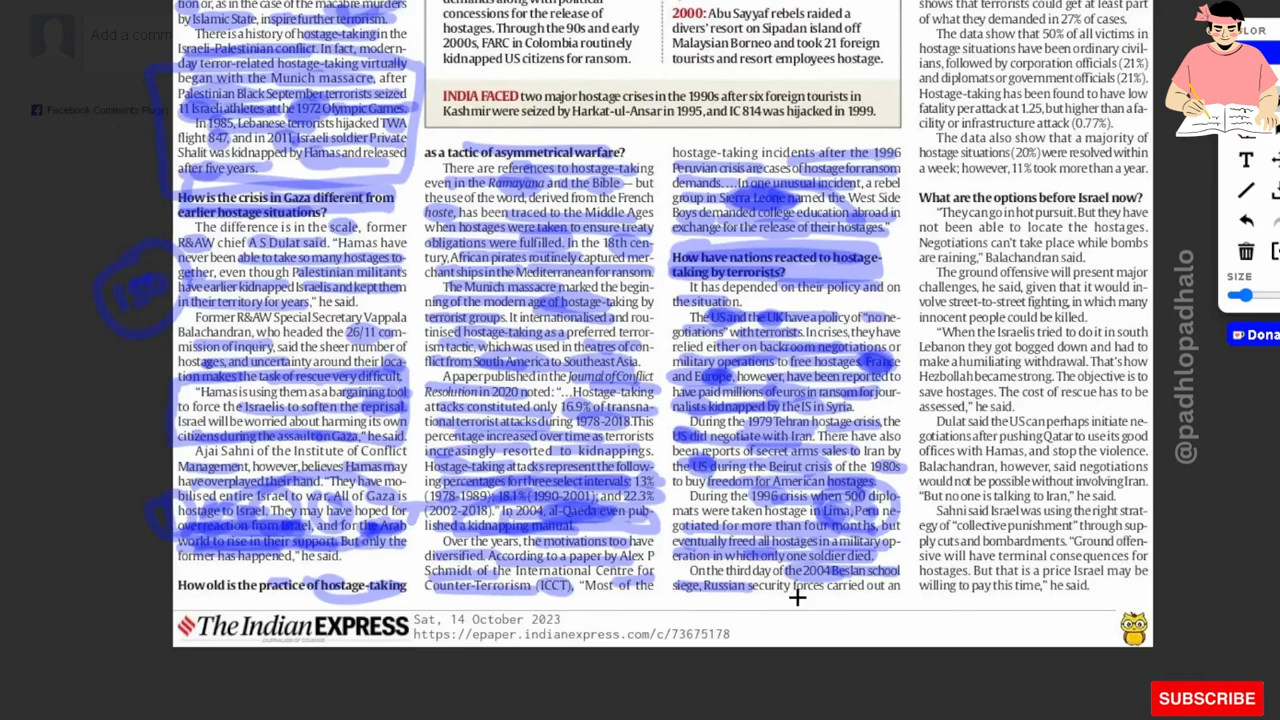 tion or, as in the case of the macabre murders
by Islamic State, inspire further terrorism.
There is a history of hostage-taking in the
Israeli-Palestinian conflict. In fact, modern-
day terror-related hostage-taking virtually
began with the Munich massacre, after
Palestinian Black September terrorists seized
11 Israeli athletes at the 1972 Olympic Games.
In 1985, Lebanese terrorists hijacked TWA
flight 847, and in 2011, Israeli soldier Private
Shalit was kidnapped by Hamas and released
after five years.
How is the crisis in Gaza different from
earlier hostage situations?
The difference is in the scale, former
R&AW chief A S Dulat said. “Hamas have
never been able to take so many hostages to-
gether, even though Palestinian militants
have earlier kidnapped Israelis and kept them
in their territory for years,” he said.
Former R&AW Special Secretary Vappala
Balachandran, who headed the 26/11 com-
mission of inquiry, said the sheer number of
hostages, and uncertainty around their loca-
tion makes the task of rescue very difficult.
“Hamas is using them as a bargaining tool
to force the Israelis to soften the reprisal.
Israel will be worried about harming its own
citizens during the assault on Gaza,” he said.
Ajai Sahni of the Institute of Conflict
Management, however, believes Hamas may
have overplayed their hand. “They have mo-
bilised entire Israel to war. All of Gaza is
hostage to Israel. They may have hoped for
overreaction from Israel, and for the Arab
world to rise in their support. But only the
former has happened,” he said.
How old is the practice of hostage-taking
demands along with political
concessions for the release of
hostages. Through the 90s and early
2000s, FARC in Colombia routinely
kidnapped US citizens for ransom.
2000: Abu Sayyaf rebels raided a
divers’ resort on Sipadan island off
Malaysian Borneo and took 21 foreign
tourists and resort employees hostage.
INDIA FACED two major hostage crises in the 1990s after six foreign tourists in
Kashmir were seized by Harkat-ul-Ansar in 1995, and IC 814 was hijacked in 1999.
as a tactic of asymmetrical warfare?
There are references to hostage-taking
even in the Ramayana and the Bible — but
the use of the word, derived from the French
hoste, has been traced to the Middle Ages
when hostages were taken to ensure treaty
obligations were fulfilled. In the 18th cen-
tury, African pirates routinely captured mer-
chant ships in the Mediterranean for ransom.
The Munich massacre marked the begin-
ning of the modern age of hostage-taking by
terrorist groups. It internationalised and rou-
tinised hostage-taking as a preferred terror-
ism tactic, which was used in theatres of con-
flict from South America to Southeast Asia.
A paper published in the Journal of Conflict
Resolution in 2020 noted: “…Hostage-taking
attacks constituted only 16.9% of transna-
tional terrorist attacks during 1978-2018. This
percentage increased over time as terrorists
increasingly resorted to kidnappings.
Hostage-taking attacks represent the follow-
ing percentages for three select intervals: 13%
(1978-1989); 18.1% (1990-2001); and 22.3%
(2002-2018).” In 2004, al-Qaeda even pub-
lished a kidnapping manual.
Over the years, the motivations too have
diversified. According to a paper by Alex P
Schmidt of the International Centre for
Counter-Terrorism (ICCT), “Most of the
hostage-taking incidents after the 1996
Peruvian crisis are cases of hostage for ransom
demands.…In one unusual incident, a rebel
group in Sierra Leone named the West Side
Boys demanded college education abroad in
exchange for the release of their hostages.”
How have nations reacted to hostage-
taking by terrorists?
It has depended on their policy and on
the situation.
The US and the UK have a policy of “no ne-
gotiations” with terrorists. In crises, they have
relied either on backroom negotiations or
military operations to free hostages. France
and Europe, however, have been reported to
have paid millions of euros in ransom for jour-
nalists kidnapped by the IS in Syria.
During the 1979 Tehran hostage crisis, the
US did negotiate with Iran. There have also
been reports of secret arms sales to Iran by
the US during the Beirut crisis of the 1980s
to buy freedom for American hostages.
During the 1996 crisis when 500 diplo-
mats were taken hostage in Lima, Peru ne-
gotiated for more than four months, but
eventually freed all hostages in a military op-
eration in which only one soldier died.
On the third day of the 2004 Beslan school
siege, Russian security forces carried out an
shows that terrorists could get at least part
of what they demanded in 27% of cases.
The data show that 50% of all victims in
hostage situations have been ordinary civil-
ians, followed by corporation officials (21%)
and diplomats or government officials (21%).
Hostage-taking has been found to have low
fatality per attack at 1.25, but higher than a fa-
cility or infrastructure attack (0.77%).
The data also show that a majority of
hostage situations (20%) were resolved within
a week; however, 11% took more than a year.
What are the options before Israel now?
“They can go in hot pursuit. But they have
not been able to locate the hostages.
Negotiations can’t take place while bombs
are raining,” Balachandran said.
The ground offensive will present major
challenges, he said, given that it would in-
volve street-to-street fighting, in which many
innocent people could be killed.
“When the Israelis tried to do it in south
Lebanon they got bogged down and had to
make a humiliating withdrawal. That’s how
Hezbollah became strong. The objective is to
save hostages. The cost of rescue has to be
assessed,” he said.
Dulat said the US can perhaps initiate ne-
gotiations after pushing Qatar to use its good
offices with Hamas, and stop the violence.
Balachandran, however, said negotiations
would not be possible without involving Iran.
“But no one is talking to Iran,” he said.
Sahni said Israel was using the right strat-
egy of “collective punishment” through sup-
ply cuts and bombardments. “Ground offen-
sive will have terminal consequences for
hostages. But that is a price Israel may be
willing to pay this time,” he said.
The Indian EXPRESS
Sat, 14 October 2023
https://epaper.indianexpress.com/c/73675178
Add a comm
Facebook Comments Plugin
@padhlopadhalo
LOR
T
SIZE
Dona
SUBSCRIBE